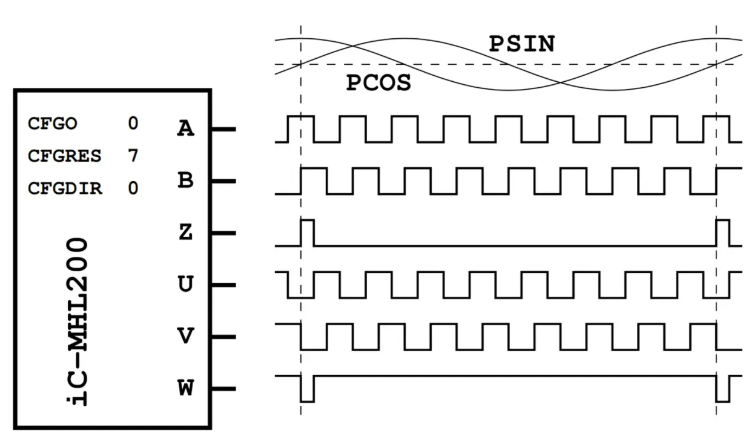 PSIN
PCOS
CFGO 0 A
CFGRES 7
CFGDIR 0 B
Z
U
V
W
iC-MHL200